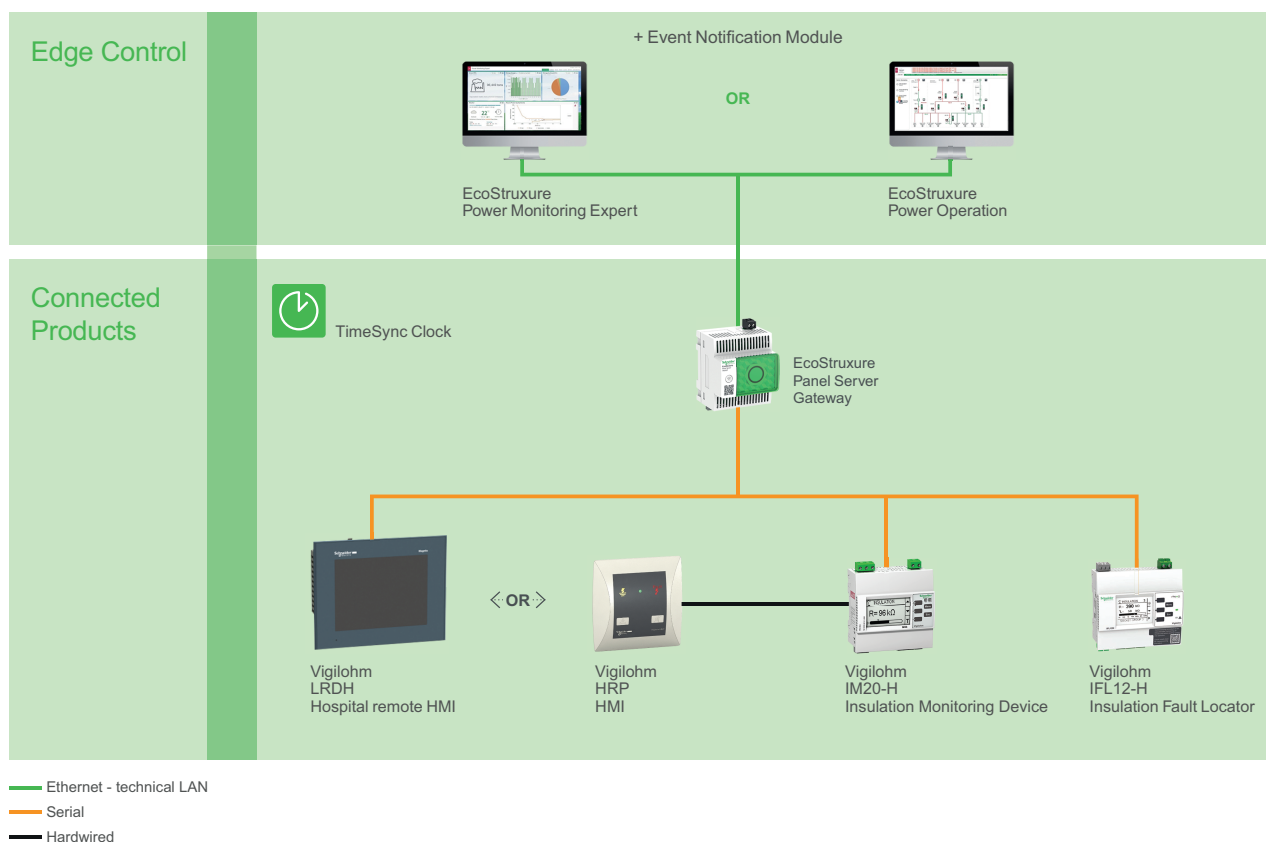 Edge Control
+ Event Notification Module
OR
EcoStruxure
Power Monitoring Expert
EcoStruxure
Power Operation
Connected
Products
TimeSync Clock
EcoStruxure
Panel Server
Gateway
OR
R=96kΩ
Vigilohm
LRDH
Hospital remote HMI
Vigilohm
HRP
HMI
Vigilohm
IM20-H
Insulation Monitoring Device
Vigilohm
IFL12-H
Insulation Fault Locator
Ethernet - technical LAN
Serial
Hardwired